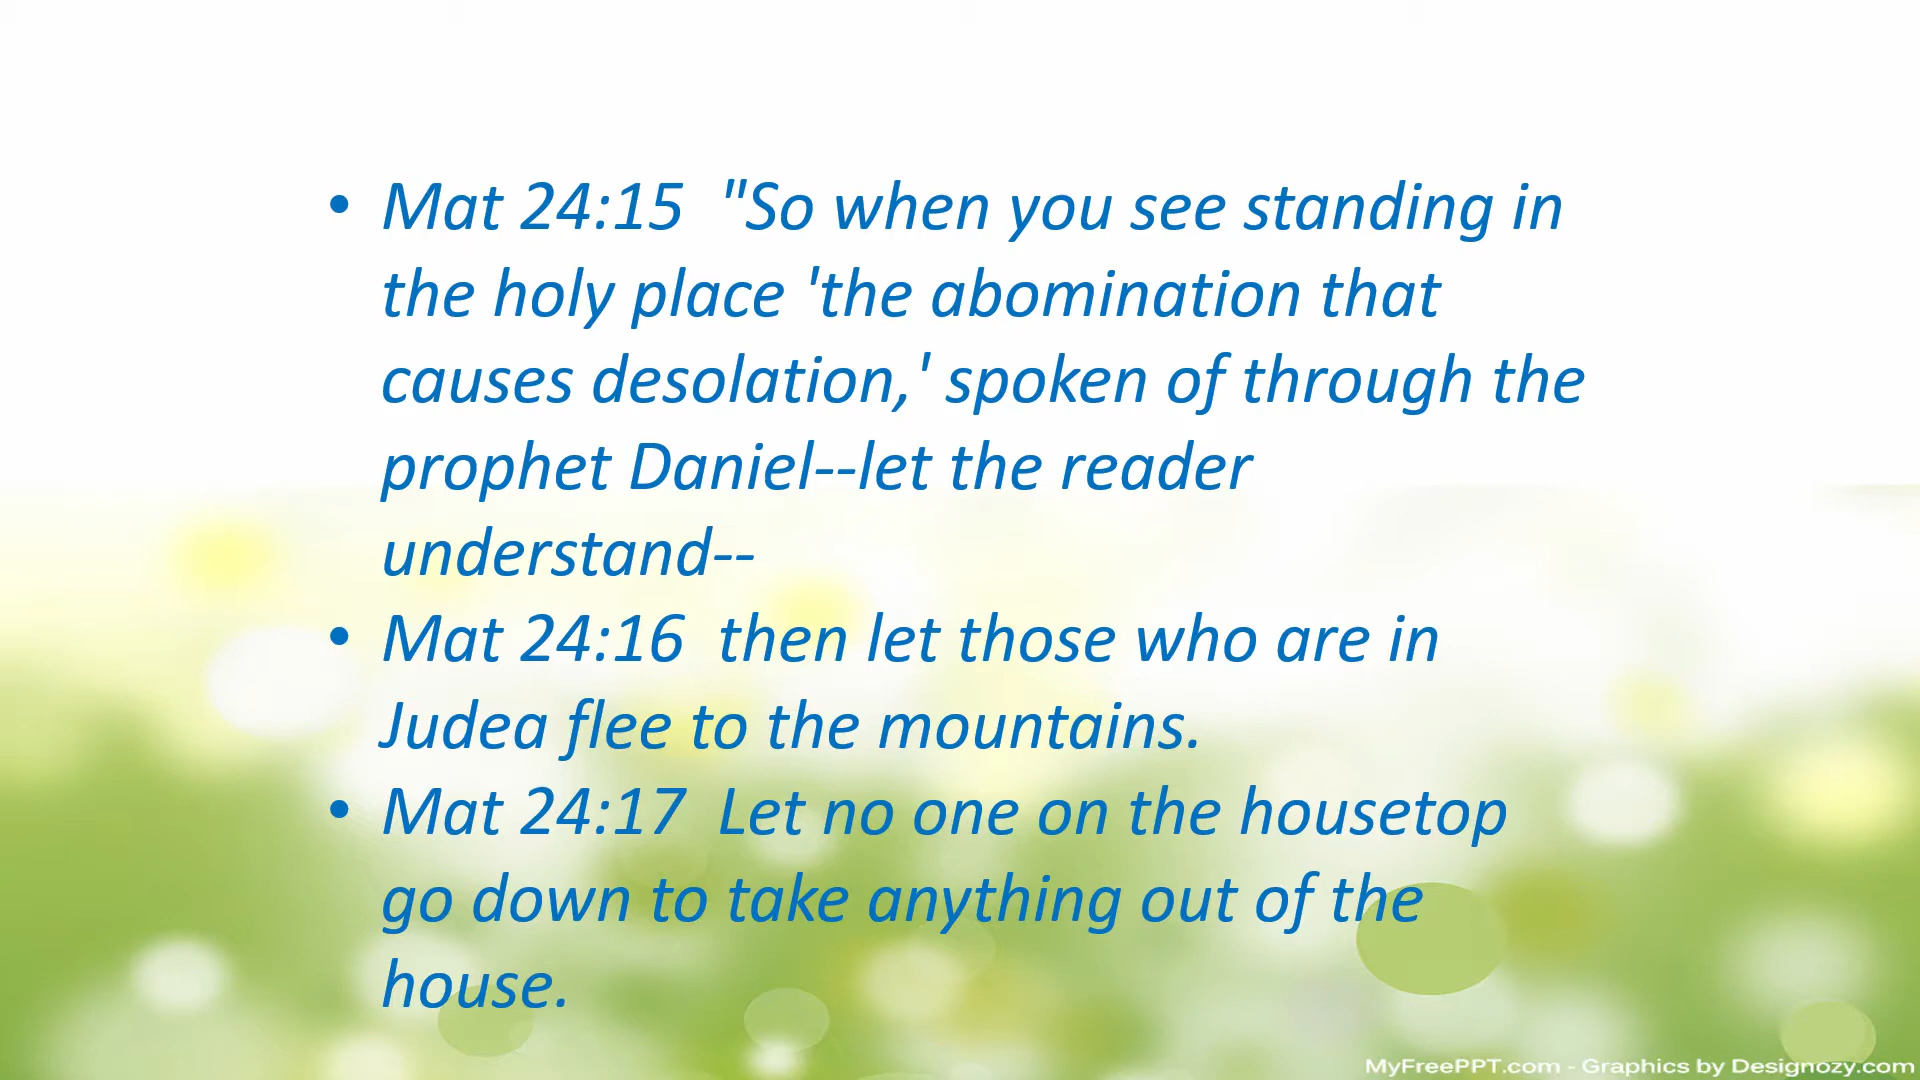 • Mat 24:15  "So when you see standing in
the holy place 'the abomination that
causes desolation,' spoken of through the
prophet Daniel--let the reader
understand--
• Mat 24:16  then let those who are in
Judea flee to the mountains.
• Mat 24:17  Let no one on the housetop
go down to take anything out of the
house.
MyFreePPT.com - Graphics by Designozy.com